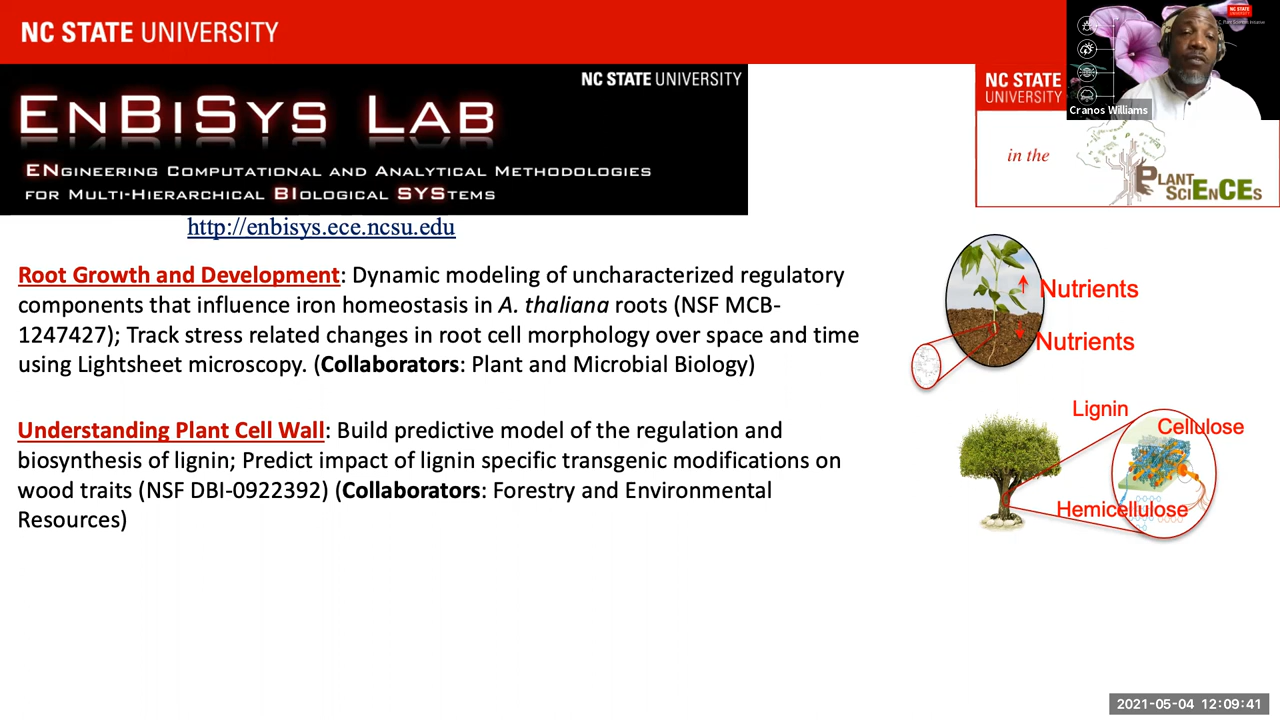 NC STATE UNIVERSITY
NC STATE UNIVERSITY
ENBISYS LAB
ENGINEERING COMPUTATIONAL AND ANALYTICAL METHODOLOGIES
FOR MULTI-HIERARCHICAL BIOLOGICAL SYSTEMS
http://enbisys.ece.ncsu.edu
NC STATE
UNIVERSITY
Cranos Williams
in the
PLANT
SCIENCES
Root Growth and Development: Dynamic modeling of uncharacterized regulatory
components that influence iron homeostasis in A. thaliana roots (NSF MCB-
1247427); Track stress related changes in root cell morphology over space and time
using Lightsheet microscopy. (Collaborators: Plant and Microbial Biology)
Nutrients
Nutrients
Understanding Plant Cell Wall: Build predictive model of the regulation and
biosynthesis of lignin; Predict impact of lignin specific transgenic modifications on
wood traits (NSF DBI-0922392) (Collaborators: Forestry and Environmental
Resources)
Lignin
Cellulose
Hemicellulose
2021-05-04 12:09:41